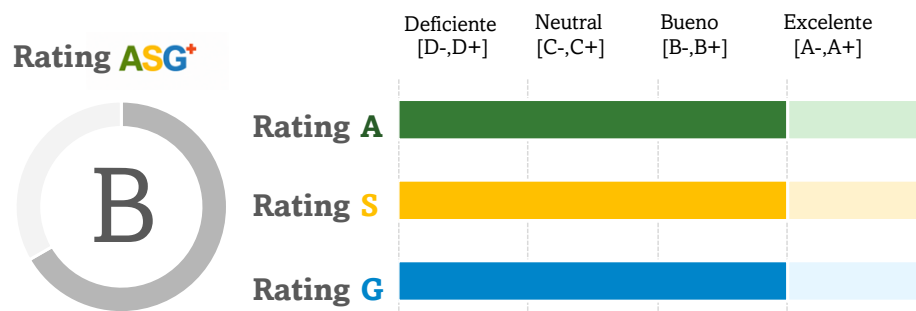 Rating ASG+
Deficiente
[D-,D+]
Neutral
[C-,C+]
Bueno
[B-,B+]
Excelente
[A-,A+]
B
Rating A
Rating S
Rating G